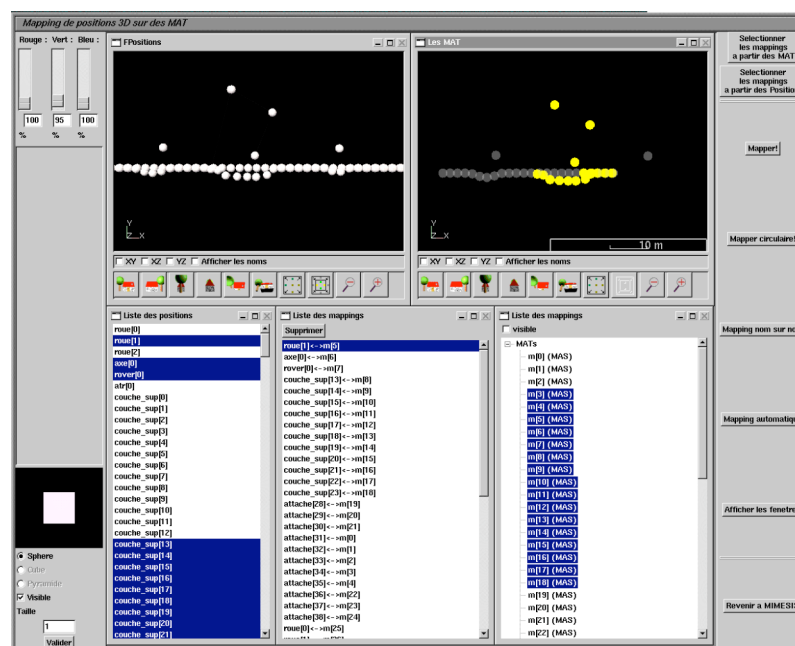 Mapping de positions 3D sur des MAT
Rouge : Vert : Bleu :
100 95 100
% % %
FPositions
Y
Z X
XY XZ YZ Afficher les noms
Les MAT
Y
Z X
10 m
XY XZ YZ Afficher les noms
Selectionner
les mappings
a partir des MAT
Selectionner
les mappings
a partir des Positio
Mapper!
Mapper circulaire!
Mapping nom sur no
Mapping automatiqu
Afficher les fenetre
Revenir a MIMESI
Sphere
Cube
Pyramide
Visible
Taille
1
Valider
Liste des positions
roue[0]
roue[1]
roue[2]
axe[0]
rover[0]
atr[0]
couche_sup[0]
couche_sup[1]
couche_sup[2]
couche_sup[3]
couche_sup[4]
couche_sup[5]
couche_sup[6]
couche_sup[7]
couche_sup[8]
couche_sup[9]
couche_sup[10]
couche_sup[11]
couche_sup[12]
couche_sup[13]
couche_sup[14]
couche_sup[15]
couche_sup[16]
couche_sup[17]
couche_sup[18]
couche_sup[19]
couche_sup[20]
couche_sup[21]
Liste des mappings
Supprimer
roue[1]<->m[5]
axe[0]<->m[6]
rover[0]<->m[7]
couche_sup[13]<->m[8]
couche_sup[14]<->m[9]
couche_sup[15]<->m[10]
couche_sup[16]<->m[11]
couche_sup[17]<->m[12]
couche_sup[18]<->m[13]
couche_sup[19]<->m[14]
couche_sup[20]<->m[15]
couche_sup[21]<->m[16]
couche_sup[22]<->m[17]
couche_sup[23]<->m[18]
attache[28]<->m[19]
attache[29]<->m[20]
attache[30]<->m[21]
attache[31]<->m[0]
attache[32]<->m[1]
attache[33]<->m[2]
attache[34]<->m[3]
attache[35]<->m[4]
attache[36]<->m[22]
attache[37]<->m[23]
attache[38]<->m[24]
roue[0]<->m[25]
Liste des mappings
visible
MATs
m[0] (MAS)
m[1] (MAS)
m[2] (MAS)
m[3] (MAS)
m[4] (MAS)
m[5] (MAS)
m[6] (MAS)
m[7] (MAS)
m[8] (MAS)
m[9] (MAS)
m[10] (MAS)
m[11] (MAS)
m[12] (MAS)
m[13] (MAS)
m[14] (MAS)
m[15] (MAS)
m[16] (MAS)
m[17] (MAS)
m[18] (MAS)
m[19] (MAS)
m[20] (MAS)
m[21] (MAS)
m[22] (MAS)